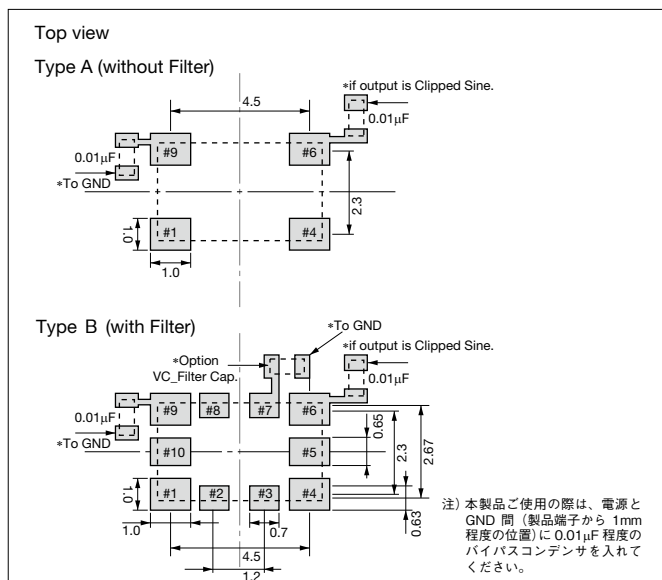 Top view
Type A (without Filter)
*if output is Clipped Sine.
4.5
0.01µF
#9
#6
0.01µF
*To GND
2.3
#1
#4
1.0
1.0
Type B (with Filter)
*To GND
*if output is Clipped Sine.
*Option
VC_Filter Cap.
0.01µF
0.01µF
#9
#8
#7
#6
*To GND
#10
#5
0.65
2.3
2.67
#1
#2
#3
#4
1.0
1.0
0.7
0.63
4.5
1.2
注) 本製品ご使用の際は、電源と
GND 間 (製品端子から 1mm
程度の位置) に 0.01µF 程度の
バイパスコンデンサを入れて
ください。